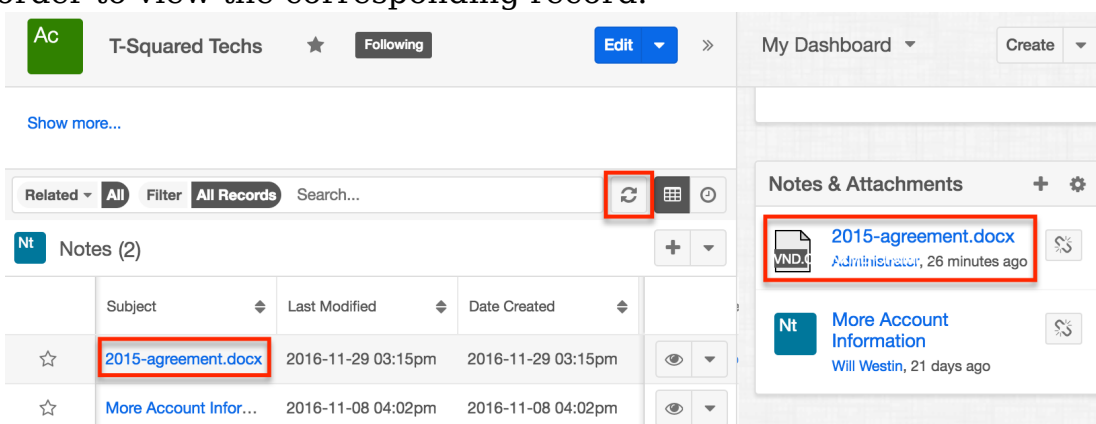 order to view the corresponding record.
Ac
T-Squared Techs
Following
Edit
My Dashboard
Create
Show more...
Related
All
Filter
All Records
Search...
Notes & Attachments
Nt
Notes (2)
2015-agreement.docx
VND.
Administrator, 26 minutes ago
Subject
Last Modified
Date Created
Nt
More Account
Information
Will Westin, 21 days ago
2015-agreement.docx
2016-11-29 03:15pm
2016-11-29 03:15pm
More Account Infor...
2016-11-08 04:02pm
2016-11-08 04:02pm